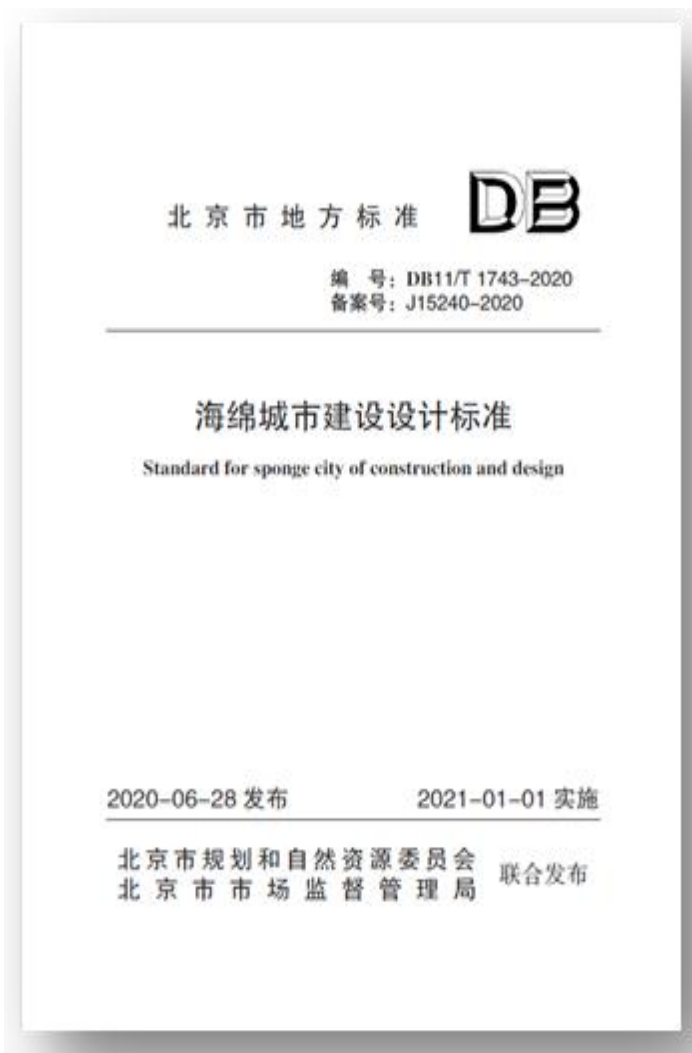 北京市地方标准 DB
编 号：DB11/T 1743-2020
备案号：J15240-2020
海绵城市建设设计标准
Standard for sponge city of construction and design
2020-06-28 发布 2021-01-01 实施
北京市规划和自然资源委员会
北京市市场监督管理局
联合发布